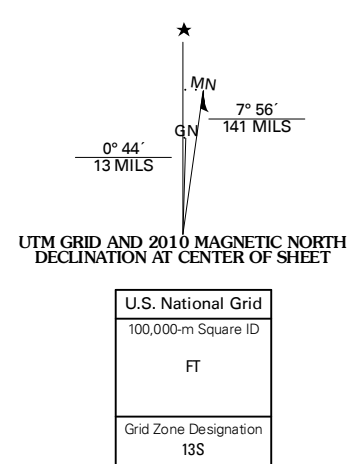 ★
MN
7° 56´
141 MILS
GN
0° 44´
13 MILS
UTM GRID AND 2010 MAGNETIC NORTH
DECLINATION AT CENTER OF SHEET
U.S. National Grid
100,000-m Square ID
FT
Grid Zone Designation
13S